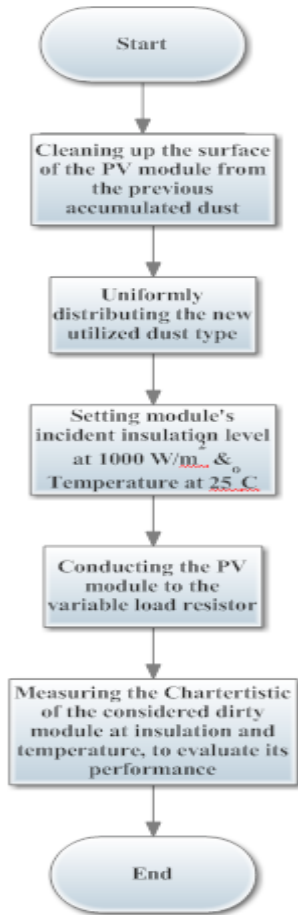 Start
Cleaning up the surface
of the PV module from
the previous
accumulated dust
Uniformly
distributing the new
utilized dust type
Setting module's
incident insulation level
at 1000 W/m², &
Temperature at 25 °C
Conducting the PV
module to the
variable load resistor
Measuring the Chartertistic
of the considered dirty
module at insulation and
temperature, to evaluate its
performance
End